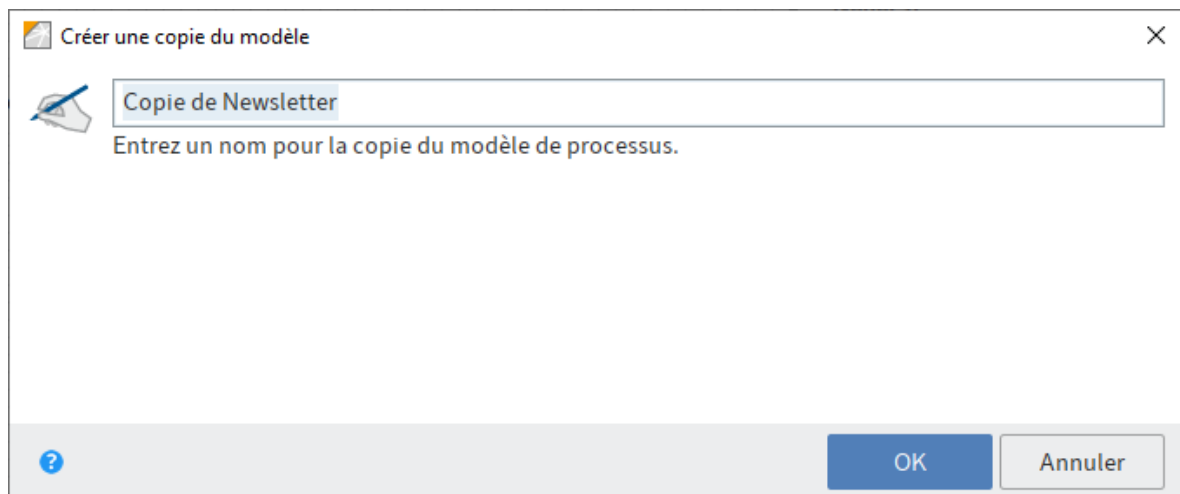 Créer une copie du modèle
Copie de Newsletter
Entrez un nom pour la copie du modèle de processus.
?
OK
Annuler